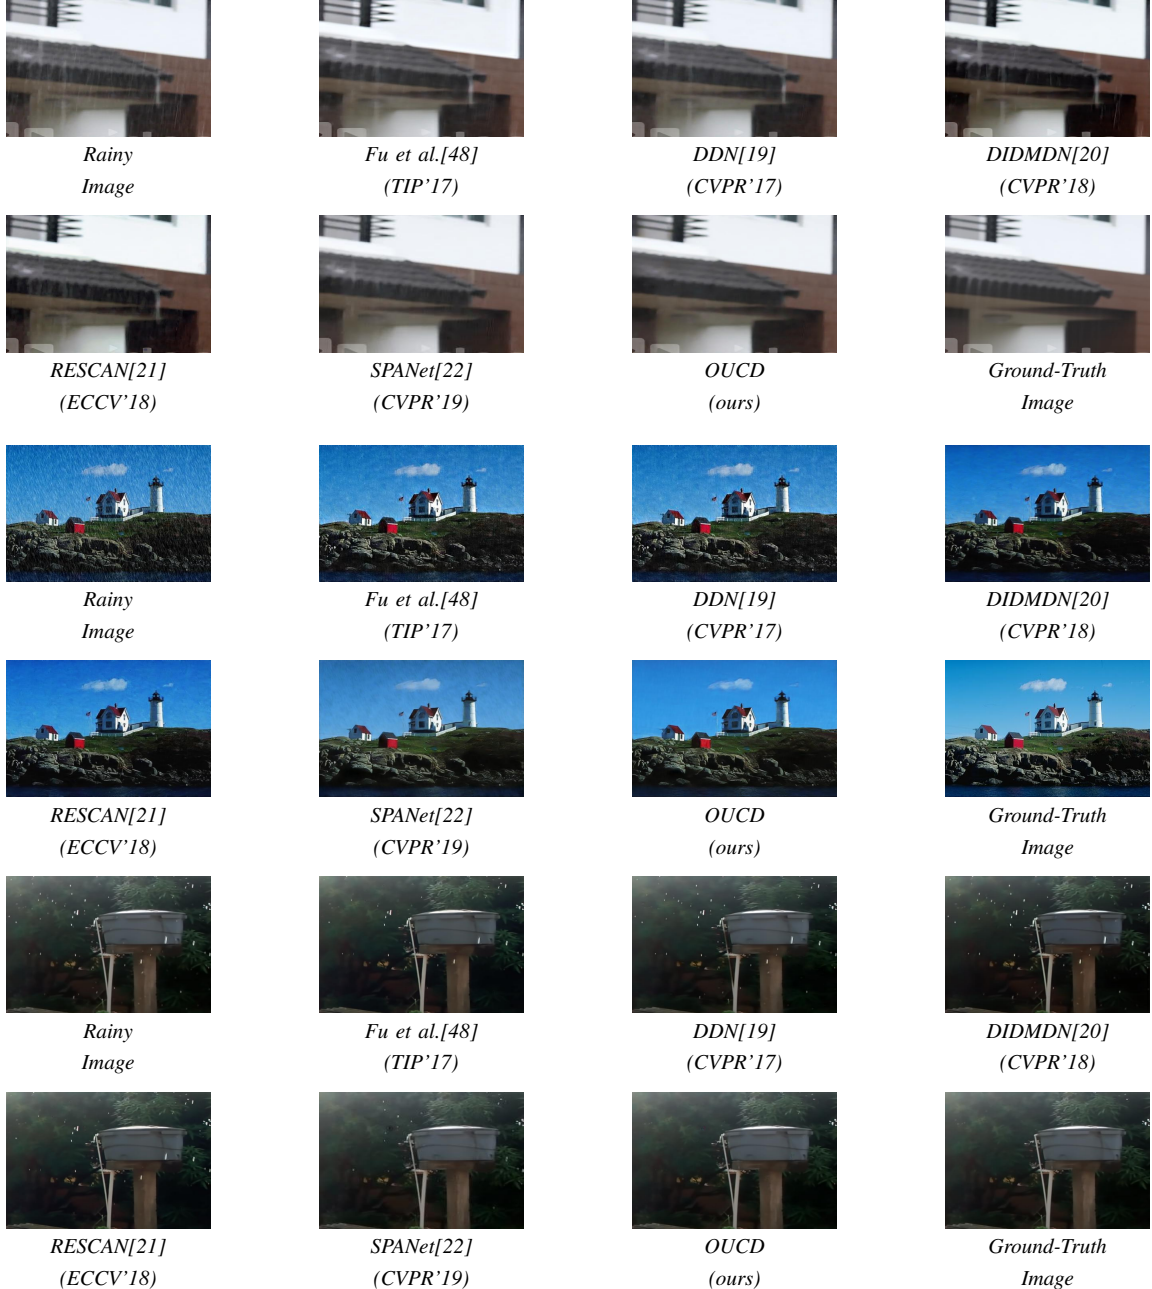 Rainy Image
Fu et al.[48] (TIP'17)
DDN[19] (CVPR'17)
DIDMDN[20] (CVPR'18)
RESCAN[21] (ECCV'18)
SPANet[22] (CVPR'19)
OUCD (ours)
Ground-Truth Image
Rainy Image
Fu et al.[48] (TIP'17)
DDN[19] (CVPR'17)
DIDMDN[20] (CVPR'18)
RESCAN[21] (ECCV'18)
SPANet[22] (CVPR'19)
OUCD (ours)
Ground-Truth Image
Rainy Image
Fu et al.[48] (TIP'17)
DDN[19] (CVPR'17)
DIDMDN[20] (CVPR'18)
RESCAN[21] (ECCV'18)
SPANet[22] (CVPR'19)
OUCD (ours)
Ground-Truth Image